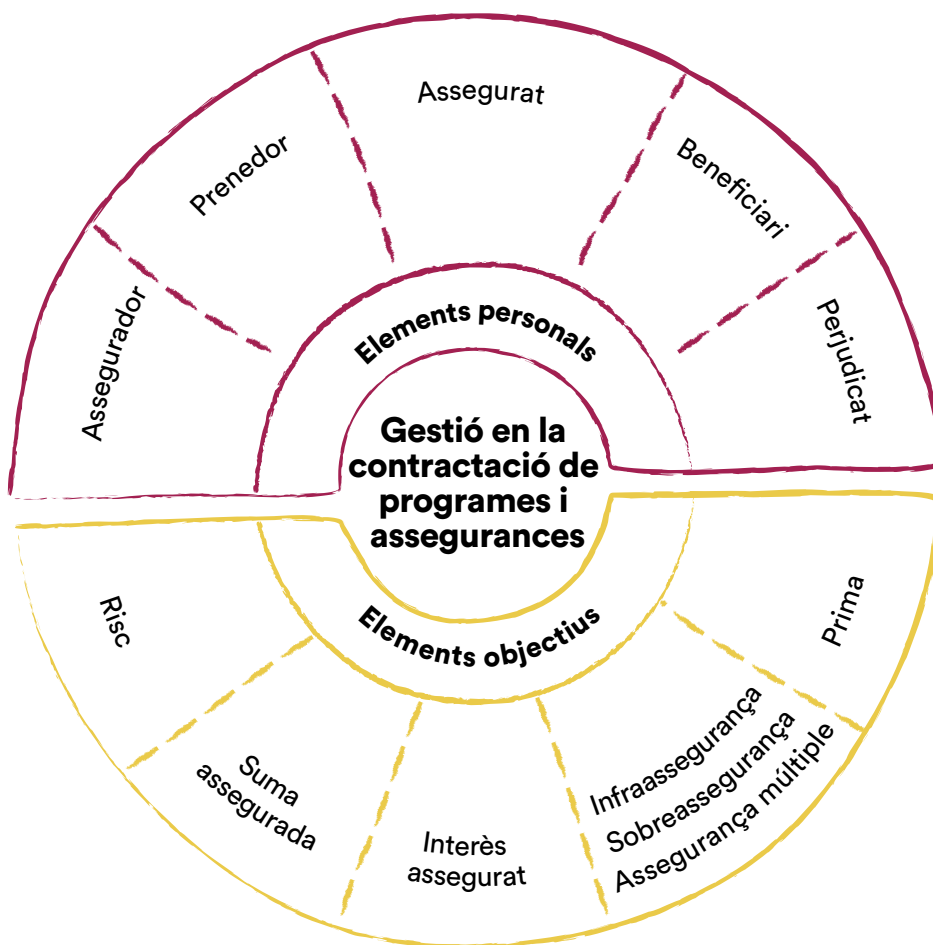 Assegurador
Prenedor
Assegurat
Beneficiari
Perjudicat
Elements personals
Gestió en la
contractació de
programes i
assegurances
Elements objectius
Risc
Suma
assegurada
Interès
assegurat
Infraassegurança
Sobreassegurança
Assegurança múltiple
Prima